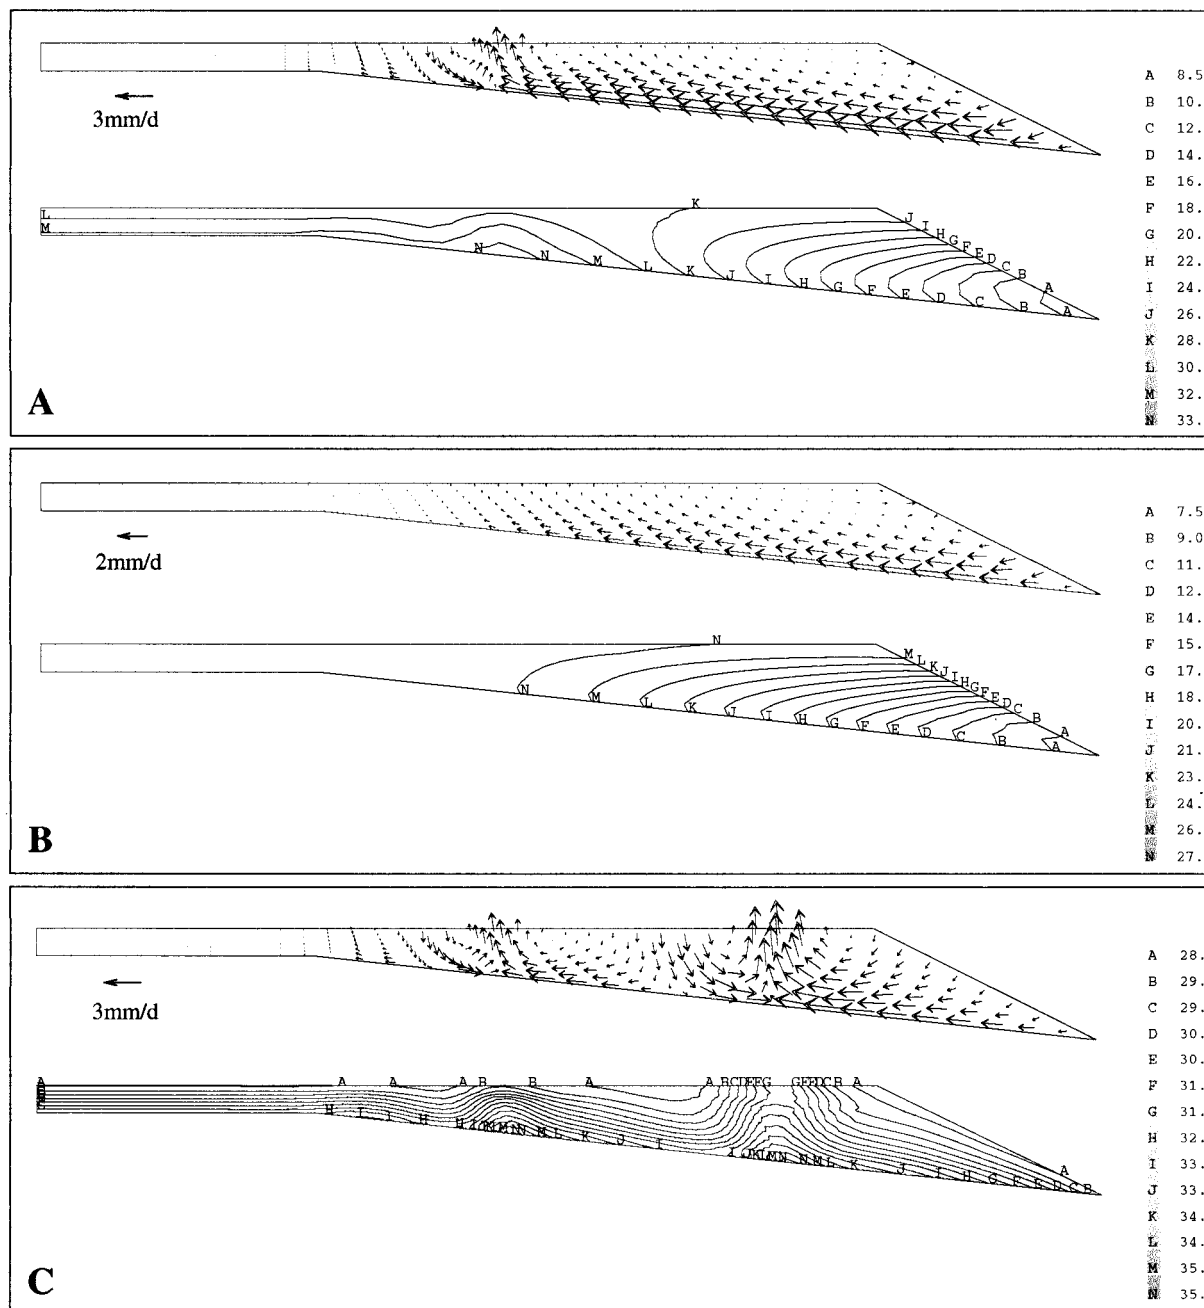 A 8.5
B 10.
3mm/d
C 12.
D 14.
E 16.
K
J I H G F E D C B A
F 18.
L
G 20.
M
H 22.
N N M L K J I H G F E D C B A
I 24.
J 26.
K 28.
L 30.
A
M 32.
N 33.
A 7.5
B 9.0
2mm/d
C 11.
D 12.
E 14.
N
M L K J I H G F E D C B A
F 15.
G 17.
N M L K J I H G F E D C B A
H 18.
I 20.
J 21.
K 23.
L 24.
B
M 26.
N 27.
A 28.
B 29.
3mm/d
C 29.
D 30.
E 30.
A A A A B B A A B C D E F G G F E D C B A
F 31.
G 31.
H I I H H I K M N N M L K J I
H 32.
I J K L M N N M L K J I H G F E D C B
A
I 33.
J 33.
K 34.
L 34.
C
M 35.
N 35.